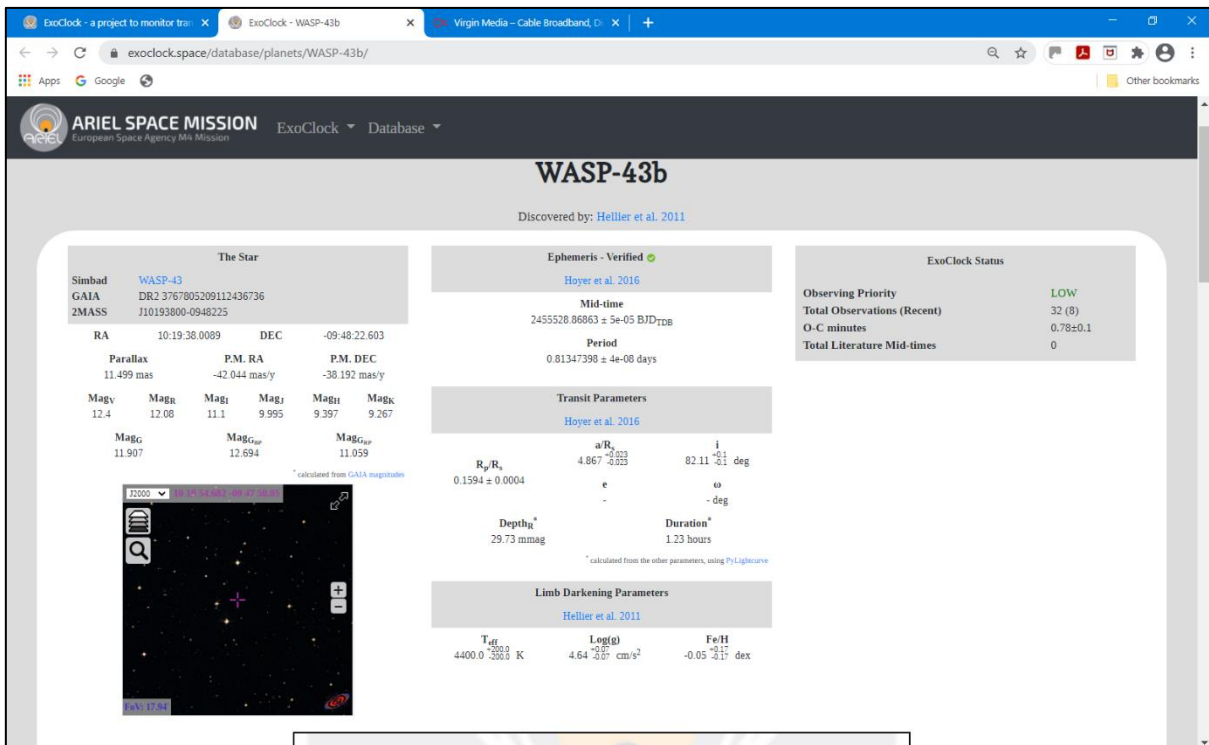 ExoClock - a project to monitor tran
ExoClock - WASP-43b
Virgin Media – Cable Broadband, D
exoclock.space/database/planets/WASP-43b/
Apps Google Other bookmarks
ARIEL SPACE MISSION
European Space Agency M4 Mission
ExoClock Database
ARIEL
WASP-43b
Discovered by: Hellier et al. 2011
The Star
Simbad WASP-43
GAIA DR2 3767805209112436736
2MASS J10193800-0948225
RA 10:19:38.0089 DEC -09:48:22.603
Parallax P.M. RA P.M. DEC
11.499 mas -42.044 mas/y -38.192 mas/y
MagV MagR MagI MagJ MagH MagK
12.4 12.08 11.1 9.995 9.397 9.267
MagG MagGBP MagGRP
11.907 12.694 11.059
* calculated from GAIA magnitudes
J2000
FoV: 17.94'
Ephemeris - Verified
Hoyer et al. 2016
Mid-time
2455528.86863 ± 5e-05 BJDTDB
Period
0.81347398 ± 4e-08 days
Transit Parameters
Hoyer et al. 2016
Rp/Rs a/Rs i
0.1594 ± 0.0004 4.867 +0.023 -0.023 82.11 +0.1 -0.1 deg
e ω
- - deg
DepthR* Duration*
29.73 mmag 1.23 hours
* calculated from the other parameters, using PyLightcurve
Limb Darkening Parameters
Hellier et al. 2011
Teff Log(g) Fe/H
4400.0 +200.0 -200.0 K 4.64 +0.07 -0.07 cm/s2 -0.05 +0.17 -0.17 dex
ExoClock Status
Observing Priority LOW
Total Observations (Recent) 32 (8)
O-C minutes 0.78±0.1
Total Literature Mid-times 0